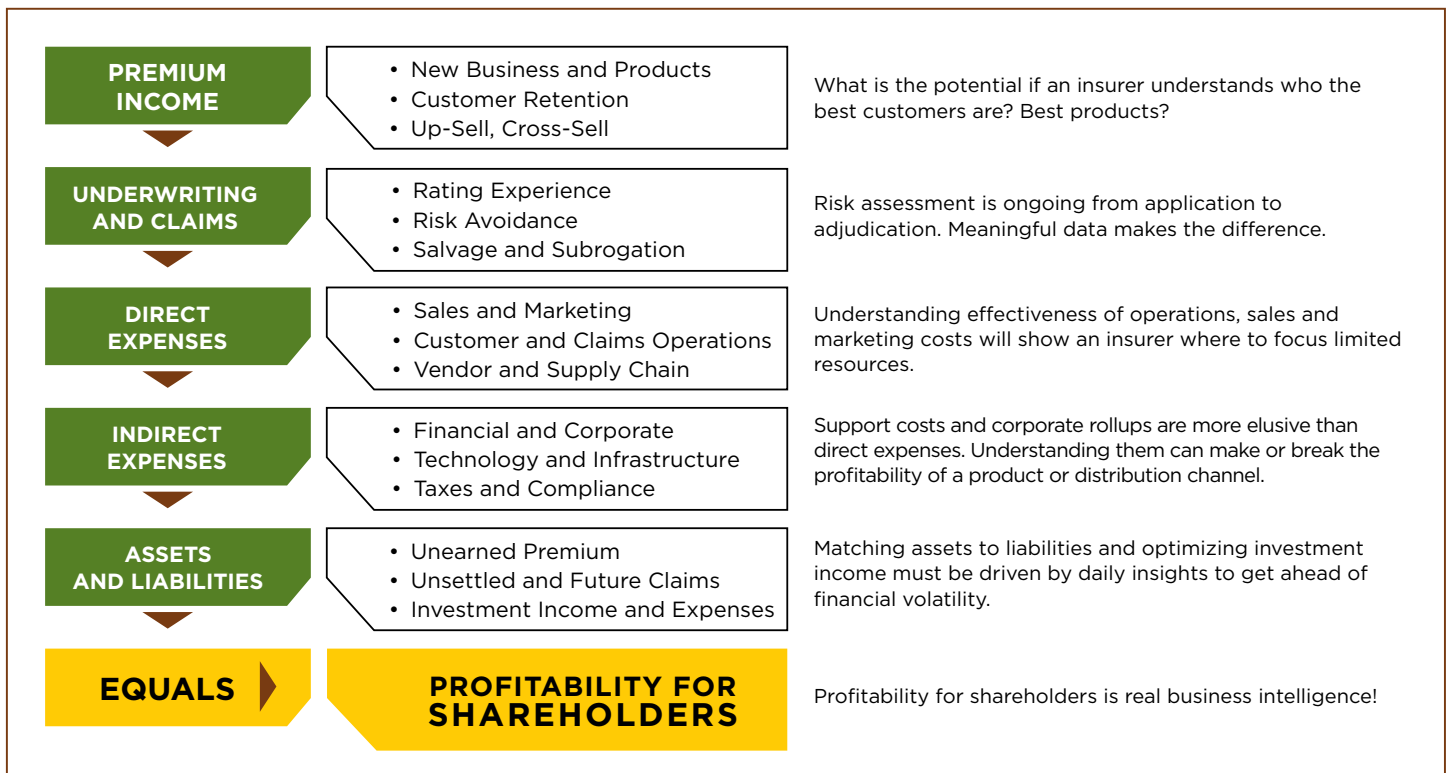 PREMIUM
INCOME
• New Business and Products
• Customer Retention
• Up-Sell, Cross-Sell
What is the potential if an insurer understands who the
best customers are? Best products?
UNDERWRITING
AND CLAIMS
• Rating Experience
• Risk Avoidance
• Salvage and Subrogation
Risk assessment is ongoing from application to
adjudication. Meaningful data makes the difference.
DIRECT
EXPENSES
• Sales and Marketing
• Customer and Claims Operations
• Vendor and Supply Chain
Understanding effectiveness of operations, sales and
marketing costs will show an insurer where to focus limited
resources.
INDIRECT
EXPENSES
• Financial and Corporate
• Technology and Infrastructure
• Taxes and Compliance
Support costs and corporate rollups are more elusive than
direct expenses. Understanding them can make or break the
profitability of a product or distribution channel.
ASSETS
AND LIABILITIES
• Unearned Premium
• Unsettled and Future Claims
• Investment Income and Expenses
Matching assets to liabilities and optimizing investment
income must be driven by daily insights to get ahead of
financial volatility.
EQUALS
PROFITABILITY FOR
SHAREHOLDERS
Profitability for shareholders is real business intelligence!